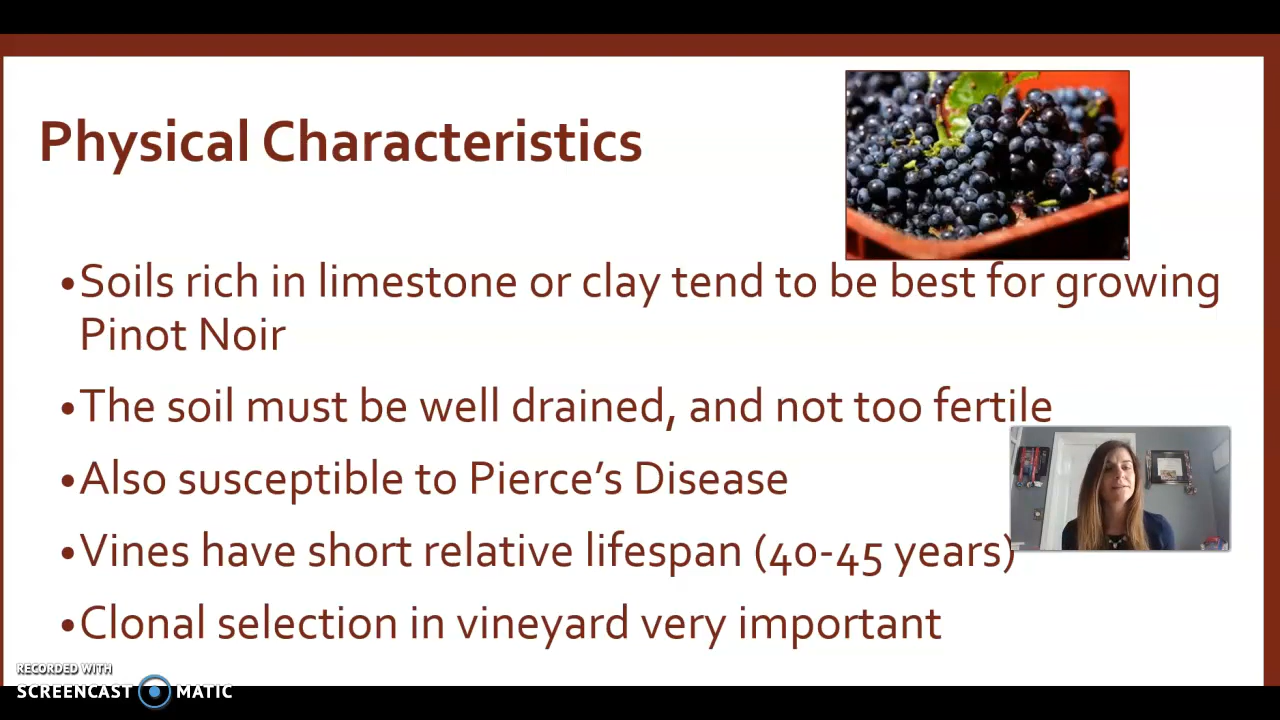 Physical Characteristics
•Soils rich in limestone or clay tend to be best for growing
Pinot Noir
•The soil must be well drained, and not too fertile
•Also susceptible to Pierce’s Disease
•Vines have short relative lifespan (40-45 years)
•Clonal selection in vineyard very important
RECORDED WITH
SCREENCAST MATIC